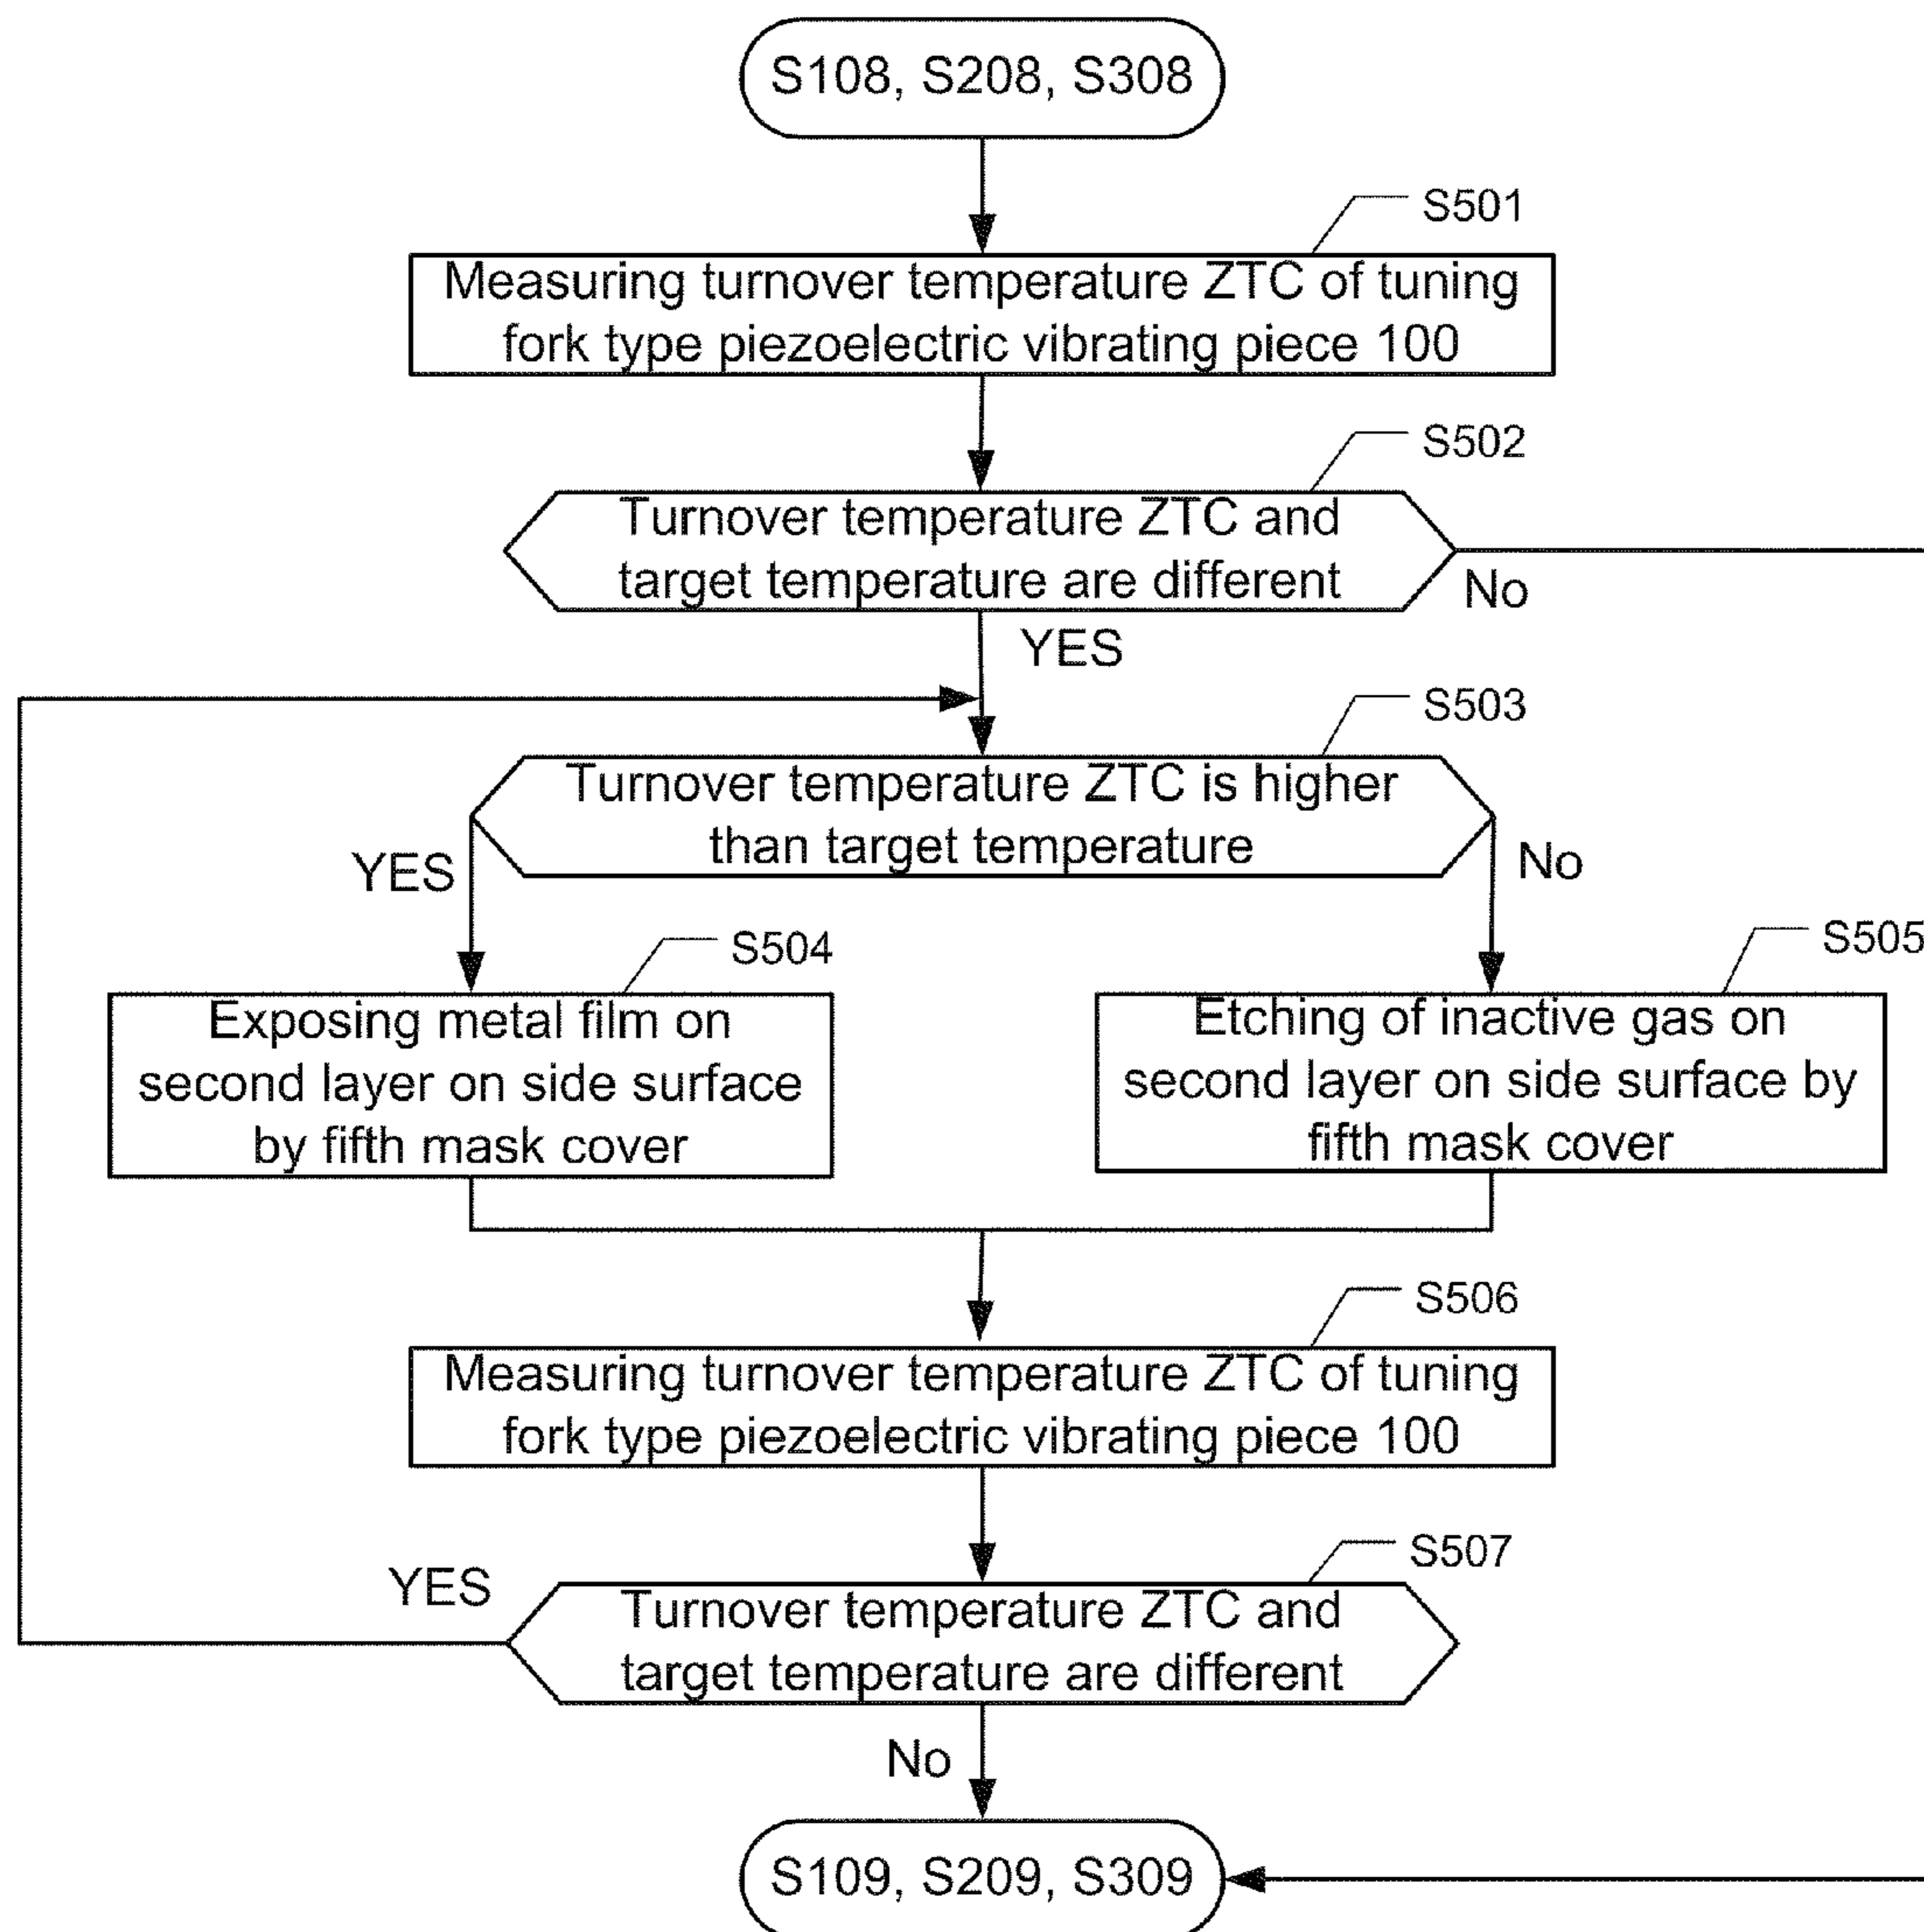 S108, S208, S308
S501
Measuring turnover temperature ZTC of tuning
fork type piezoelectric vibrating piece 100
S502
Turnover temperature ZTC and
target temperature are different
No
YES
S503
Turnover temperature ZTC is higher
than target temperature
YES
No
S504
Exposing metal film on
second layer on side surface
by fifth mask cover
S505
Etching of inactive gas on
second layer on side surface by
fifth mask cover
S506
Measuring turnover temperature ZTC of tuning
fork type piezoelectric vibrating piece 100
S507
YES
Turnover temperature ZTC and
target temperature are different
No
S109, S209, S309